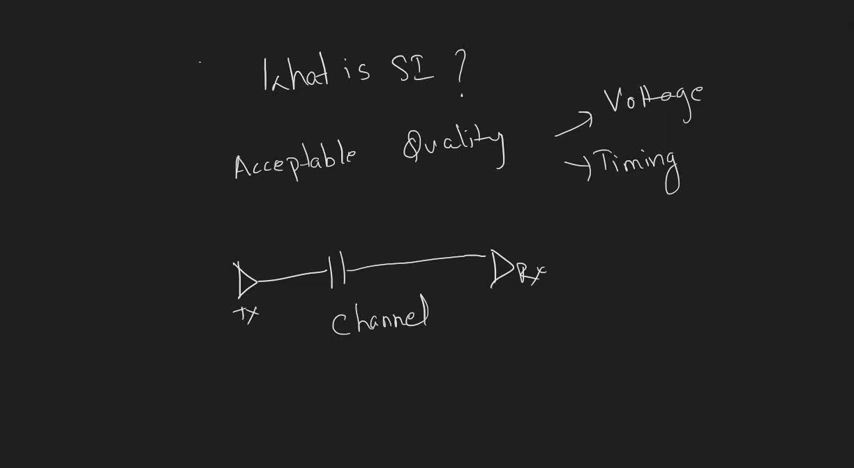 What is SI ?
Acceptable Quality
Voltage
Timing
TX
Rx
Channel